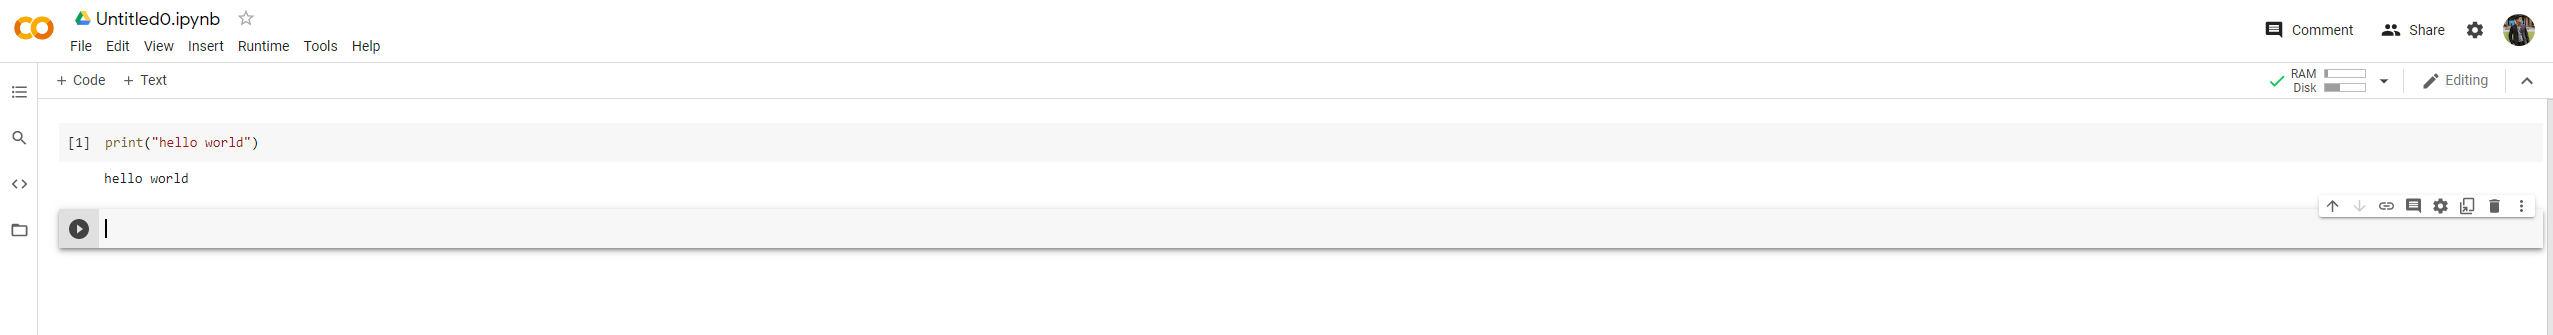 Untitled0.ipynb
File Edit View Insert Runtime Tools Help
Comment Share
+ Code + Text
RAM
Disk
Editing
[1] print("hello world")
hello world